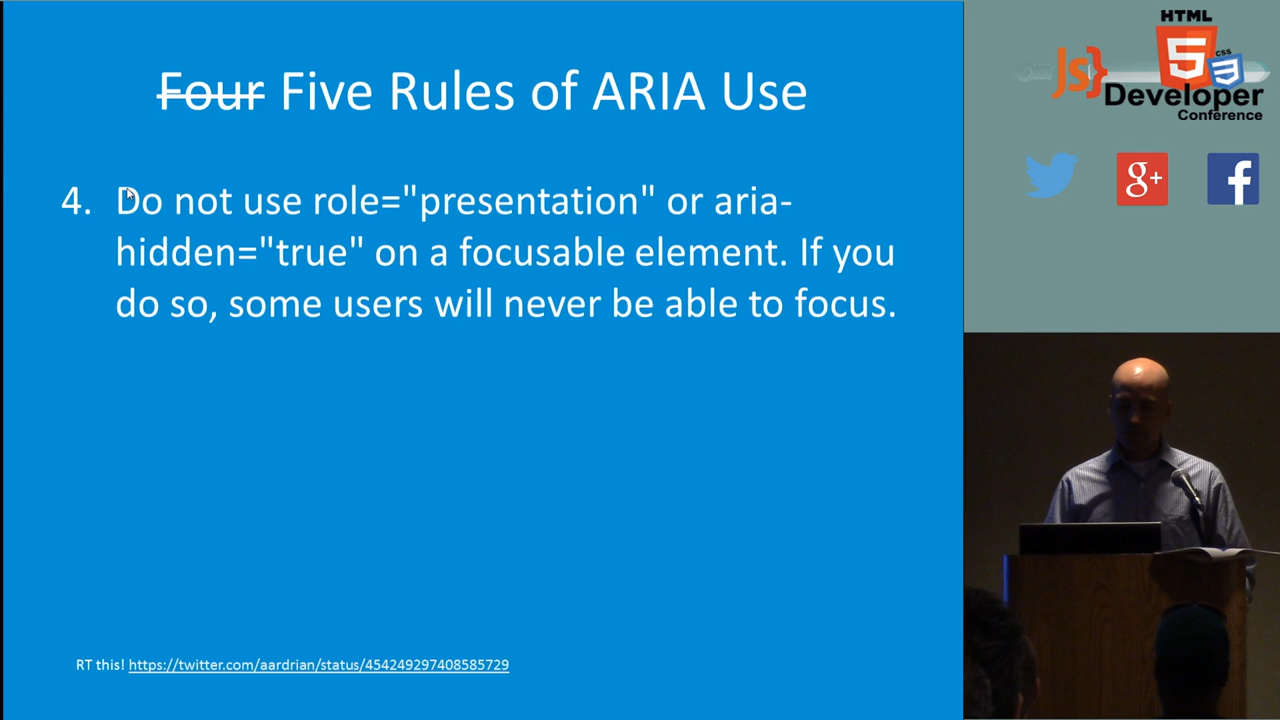 Four Five Rules of ARIA Use
4. Do not use role="presentation" or aria-
hidden="true" on a focusable element. If you
do so, some users will never be able to focus.
RT this! https://twitter.com/aardrian/status/454249297408585729
HTML
5
css
3
JS}
Developer
Conference
g+
f